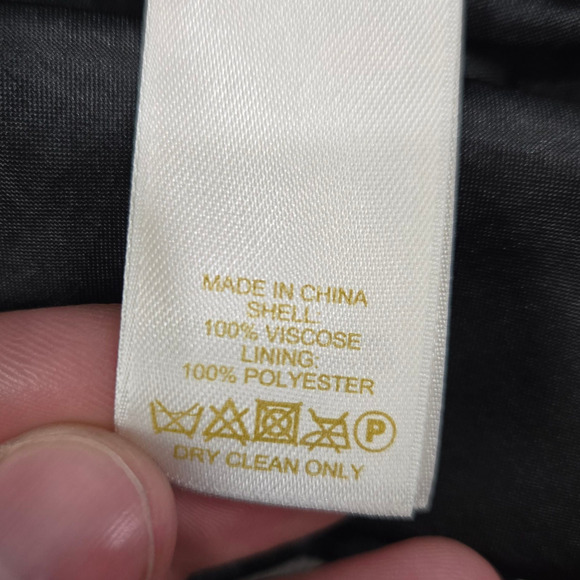 MADE IN CHINA
SHELL:
100% VISCOSE
LINING:
100% POLYESTER
P
DRY CLEAN ONLY